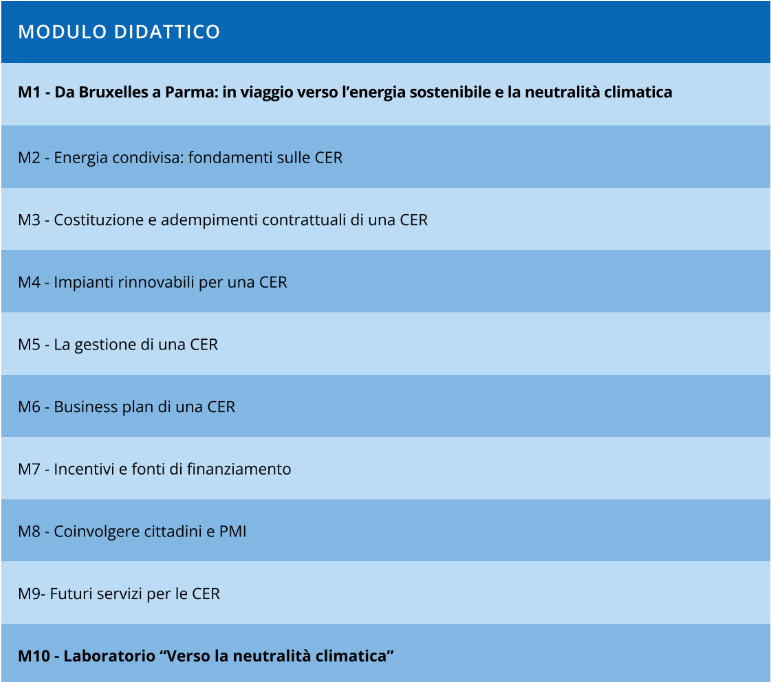 MODULO DIDATTICO
M1 - Da Bruxelles a Parma: in viaggio verso l’energia sostenibile e la neutralità climatica
M2 - Energia condivisa: fondamenti sulle CER
M3 - Costituzione e adempimenti contrattuali di una CER
M4 - Impianti rinnovabili per una CER
M5 - La gestione di una CER
M6 - Business plan di una CER
M7 - Incentivi e fonti di finanziamento
M8 - Coinvolgere cittadini e PMI
M9- Futuri servizi per le CER
M10 - Laboratorio “Verso la neutralità climatica”